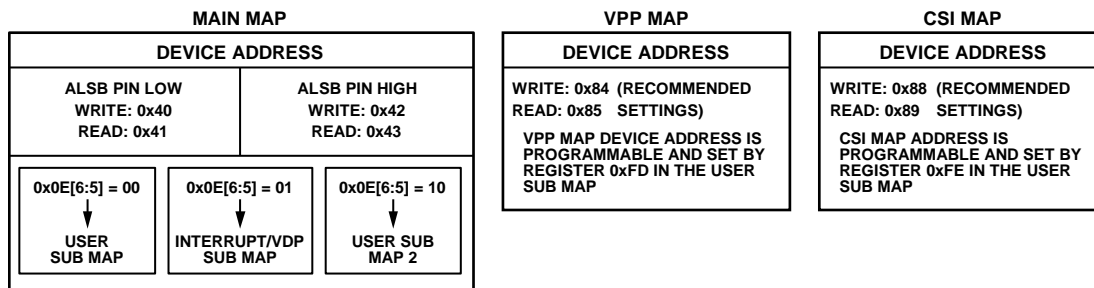 MAIN MAP
DEVICE ADDRESS
ALSB PIN LOW
WRITE: 0x40
READ: 0x41
ALSB PIN HIGH
WRITE: 0x42
READ: 0x43
0x0E[6:5] = 00
USER
SUB MAP
0x0E[6:5] = 01
INTERRUPT/VDP
SUB MAP
0x0E[6:5] = 10
USER SUB
MAP 2
VPP MAP
DEVICE ADDRESS
WRITE: 0x84 (RECOMMENDED
READ: 0x85 SETTINGS)
VPP MAP DEVICE ADDRESS IS
PROGRAMMABLE AND SET BY
REGISTER 0xFD IN THE USER
SUB MAP
CSI MAP
DEVICE ADDRESS
WRITE: 0x88 (RECOMMENDED
READ: 0x89 SETTINGS)
CSI MAP ADDRESS IS
PROGRAMMABLE AND SET BY
REGISTER 0xFE IN THE USER
SUB MAP